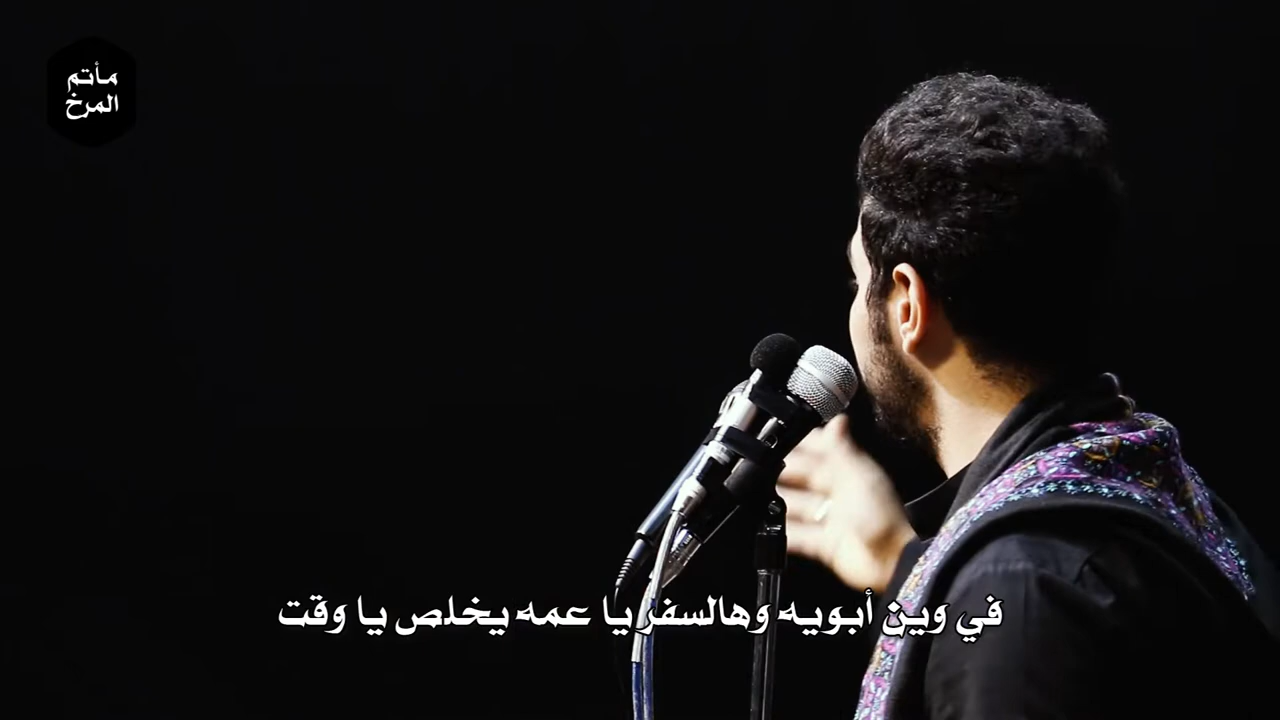 مأتم
المرخ
في وين أبويه وهالسفر يا عمه يخلص يا وقت